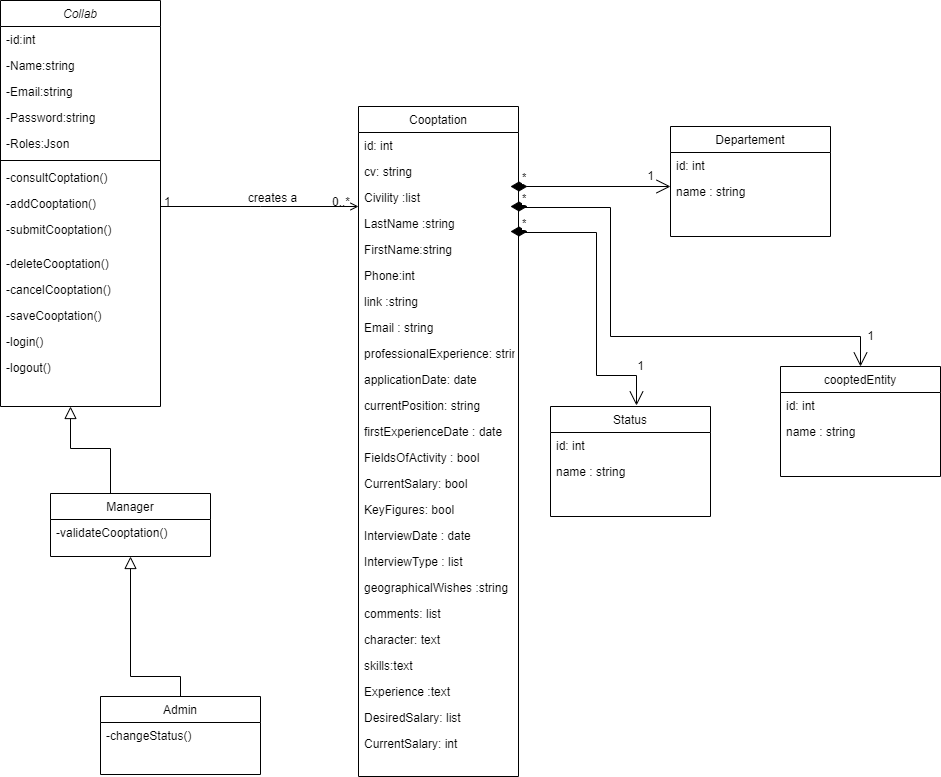 Collab
-id:int
-Name:string
-Email:string
-Password:string
-Roles:Json
-consultCoptation()
-addCooptation()
-submitCooptation()
-deleteCooptation()
-cancelCooptation()
-saveCooptation()
-login()
-logout()
1
creates a
0..*
Manager
-validateCooptation()
Admin
-changeStatus()
Cooptation
id: int
cv: string
Civility :list
LastName :string
FirstName:string
Phone:int
link :string
Email : string
professionalExperience: strin
applicationDate: date
currentPosition: string
firstExperienceDate : date
FieldsOfActivity : bool
CurrentSalary: bool
KeyFigures: bool
InterviewDate : date
InterviewType : list
geographicalWishes :string
comments: list
character: text
skills:text
Experience :text
DesiredSalary: list
CurrentSalary: int
*
1
*
*
1
1
Departement
id: int
name : string
cooptedEntity
id: int
name : string
Status
id: int
name : string